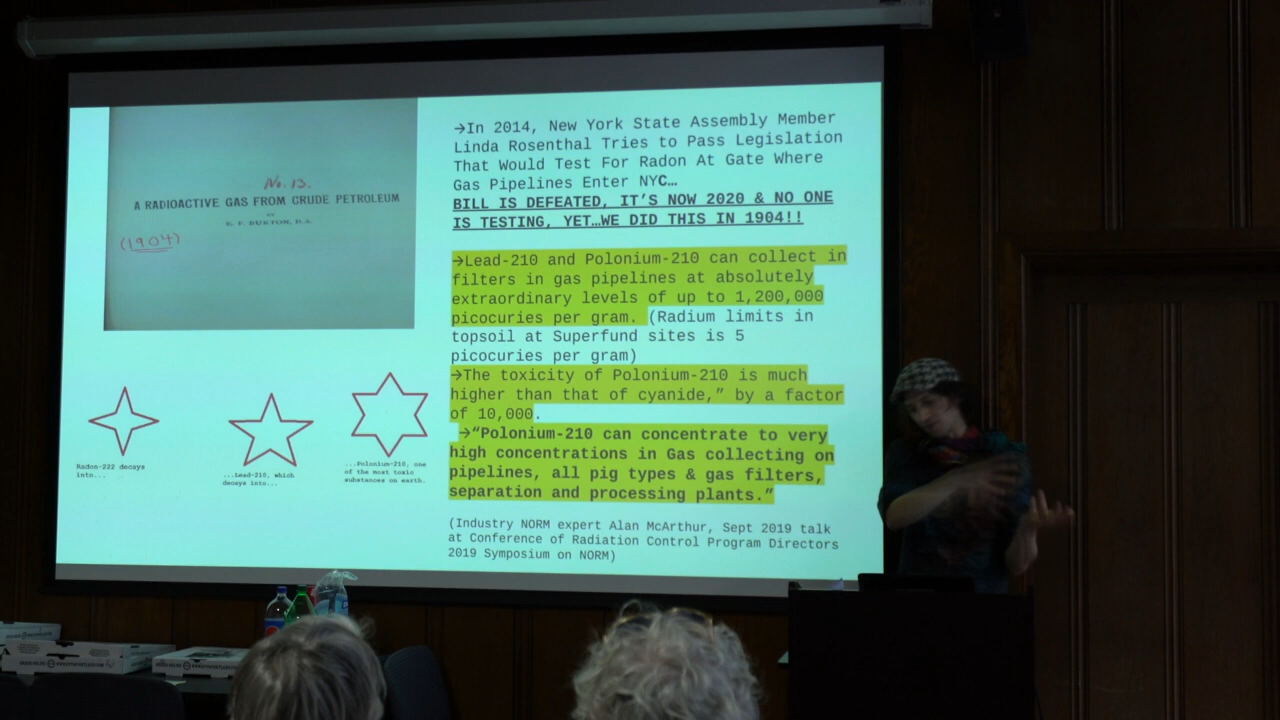 No. 13.
A RADIOACTIVE GAS FROM CRUDE PETROLEUM
BY
E. F. BURTON, B.A.
(1904)
Radon-222 decays
into...
...Lead-210, which
decays into...
...Polonium-210, one
of the most toxic
substances on earth.
→In 2014, New York State Assembly Member
Linda Rosenthal Tries to Pass Legislation
That Would Test For Radon At Gate Where
Gas Pipelines Enter NYC…
BILL IS DEFEATED, IT’S NOW 2020 & NO ONE
IS TESTING, YET…WE DID THIS IN 1904!!
→Lead-210 and Polonium-210 can collect in
filters in gas pipelines at absolutely
extraordinary levels of up to 1,200,000
picocuries per gram. (Radium limits in
topsoil at Superfund sites is 5
picocuries per gram)
→The toxicity of Polonium-210 is much
higher than that of cyanide,” by a factor
of 10,000.
→“Polonium-210 can concentrate to very
high concentrations in Gas collecting on
pipelines, all pig types & gas filters,
separation and processing plants.”
(Industry NORM expert Alan McArthur, Sept 2019 talk
at Conference of Radiation Control Program Directors
2019 Symposium on NORM)